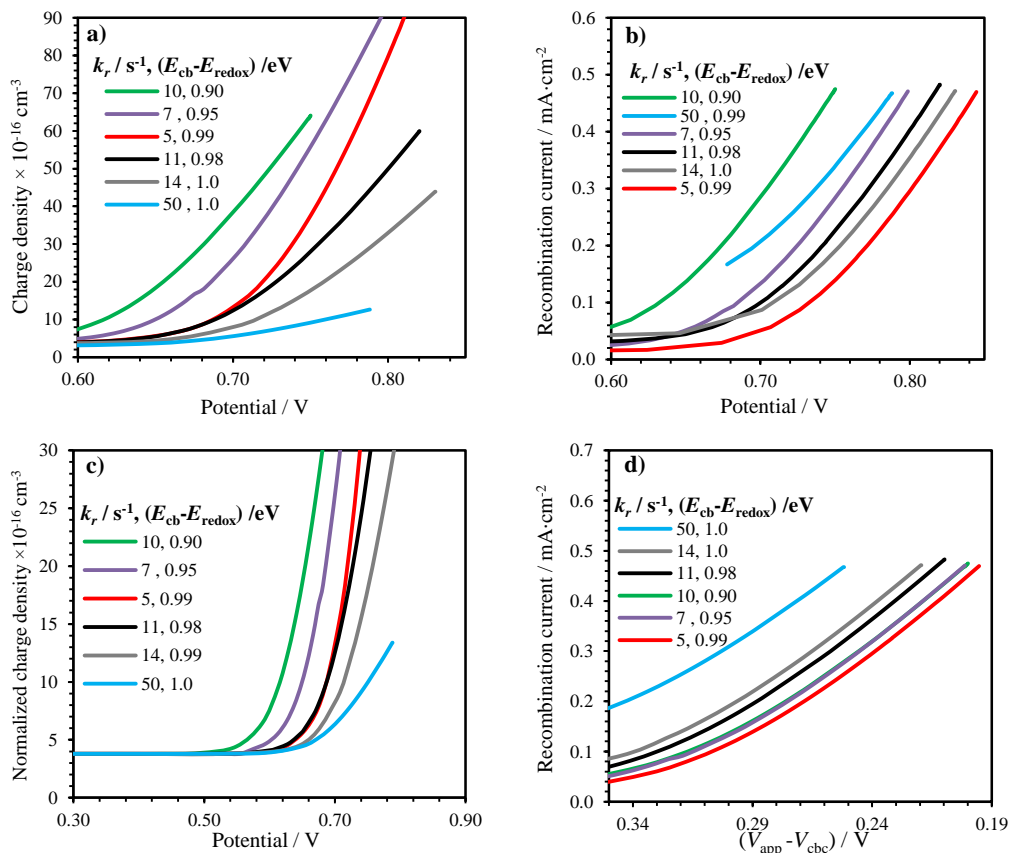 a)
k_r / s⁻¹, (E_cb-E_redox) /eV
10, 0.90
7 , 0.95
5, 0.99
11, 0.98
14 , 1.0
50 , 1.0
Charge density × 10⁻¹⁶ cm⁻³
90
80
70
60
50
40
30
20
10
0
0.60
0.70
0.80
Potential / V
b)
k_r / s⁻¹, (E_cb-E_redox) /eV
10, 0.90
50 , 0.99
7 , 0.95
11, 0.98
14, 1.0
5, 0.99
Recombination current / mA·cm⁻²
0.6
0.5
0.4
0.3
0.2
0.1
0.0
0.60
0.70
0.80
Potential / V
c)
k_r / s⁻¹, (E_cb-E_redox) /eV
10, 0.90
7 , 0.95
5, 0.99
11, 0.98
14, 0.99
50, 1.0
Normalized charge density ×10⁻¹⁶ cm⁻³
30
25
20
15
10
5
0
0.30
0.50
0.70
0.90
Potential / V
d)
k_r / s⁻¹, (E_cb-E_redox) /eV
50, 1.0
14, 1.0
11, 0.98
10, 0.90
7 , 0.95
5, 0.99
Recombination current / mA·cm⁻²
0.7
0.6
0.5
0.4
0.3
0.2
0.1
0.0
0.34
0.29
0.24
0.19
(V_app -V_cbc) / V